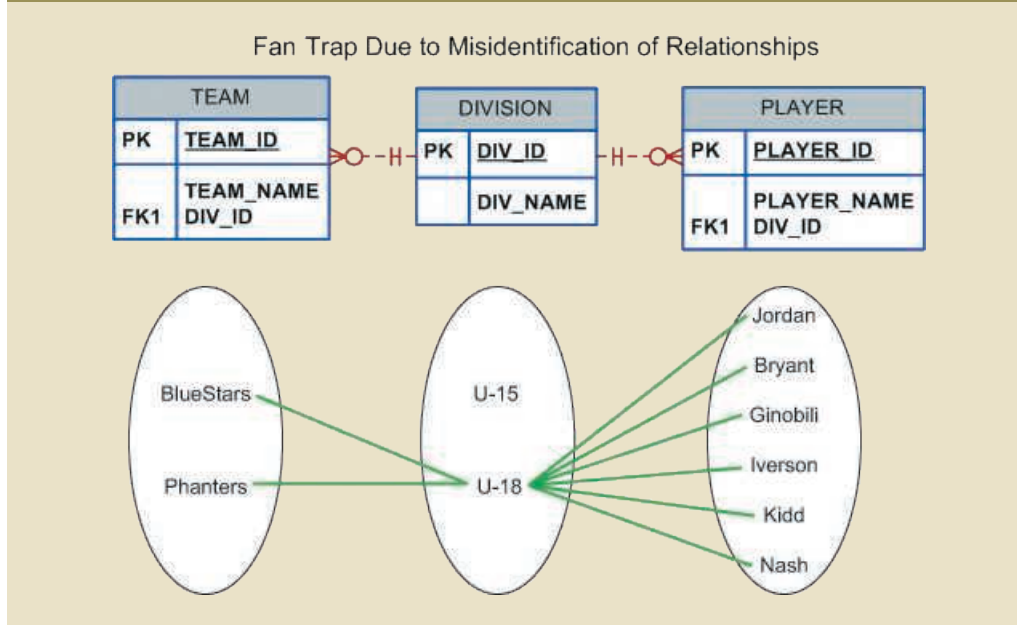 Fan Trap Due to Misidentification of Relationships
TEAM
PK TEAM_ID
TEAM_NAME
FK1 DIV_ID
DIVISION
PK DIV_ID
DIV_NAME
PLAYER
PK PLAYER_ID
PLAYER_NAME
FK1 DIV_ID
BlueStars
Phanters
U-15
U-18
Jordan
Bryant
Ginobili
Iverson
Kidd
Nash